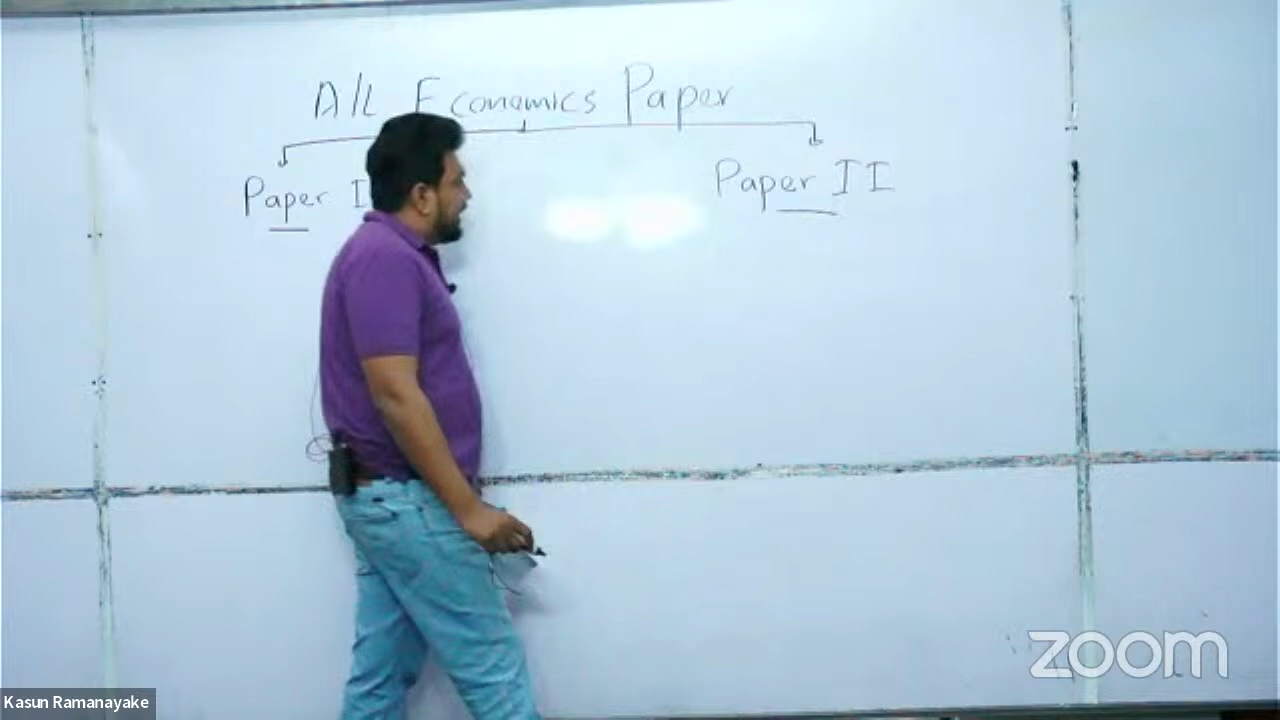 A/L Economics Paper
Paper I
Paper II
zoom
Kasun Ramanayake